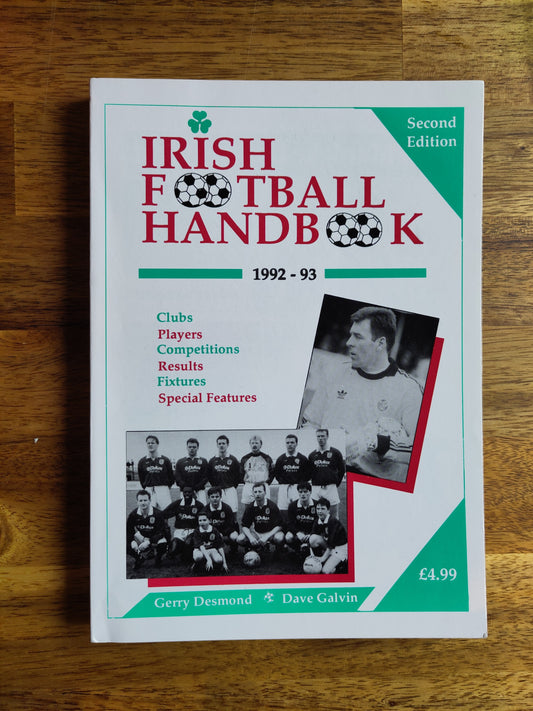 Second
Edition
IRISH
FOOTBALL
HANDBOOK
1992 - 93
Clubs
Players
Competitions
Results
Fixtures
Special Features
£4.99
Gerry Desmond Dave Galvin